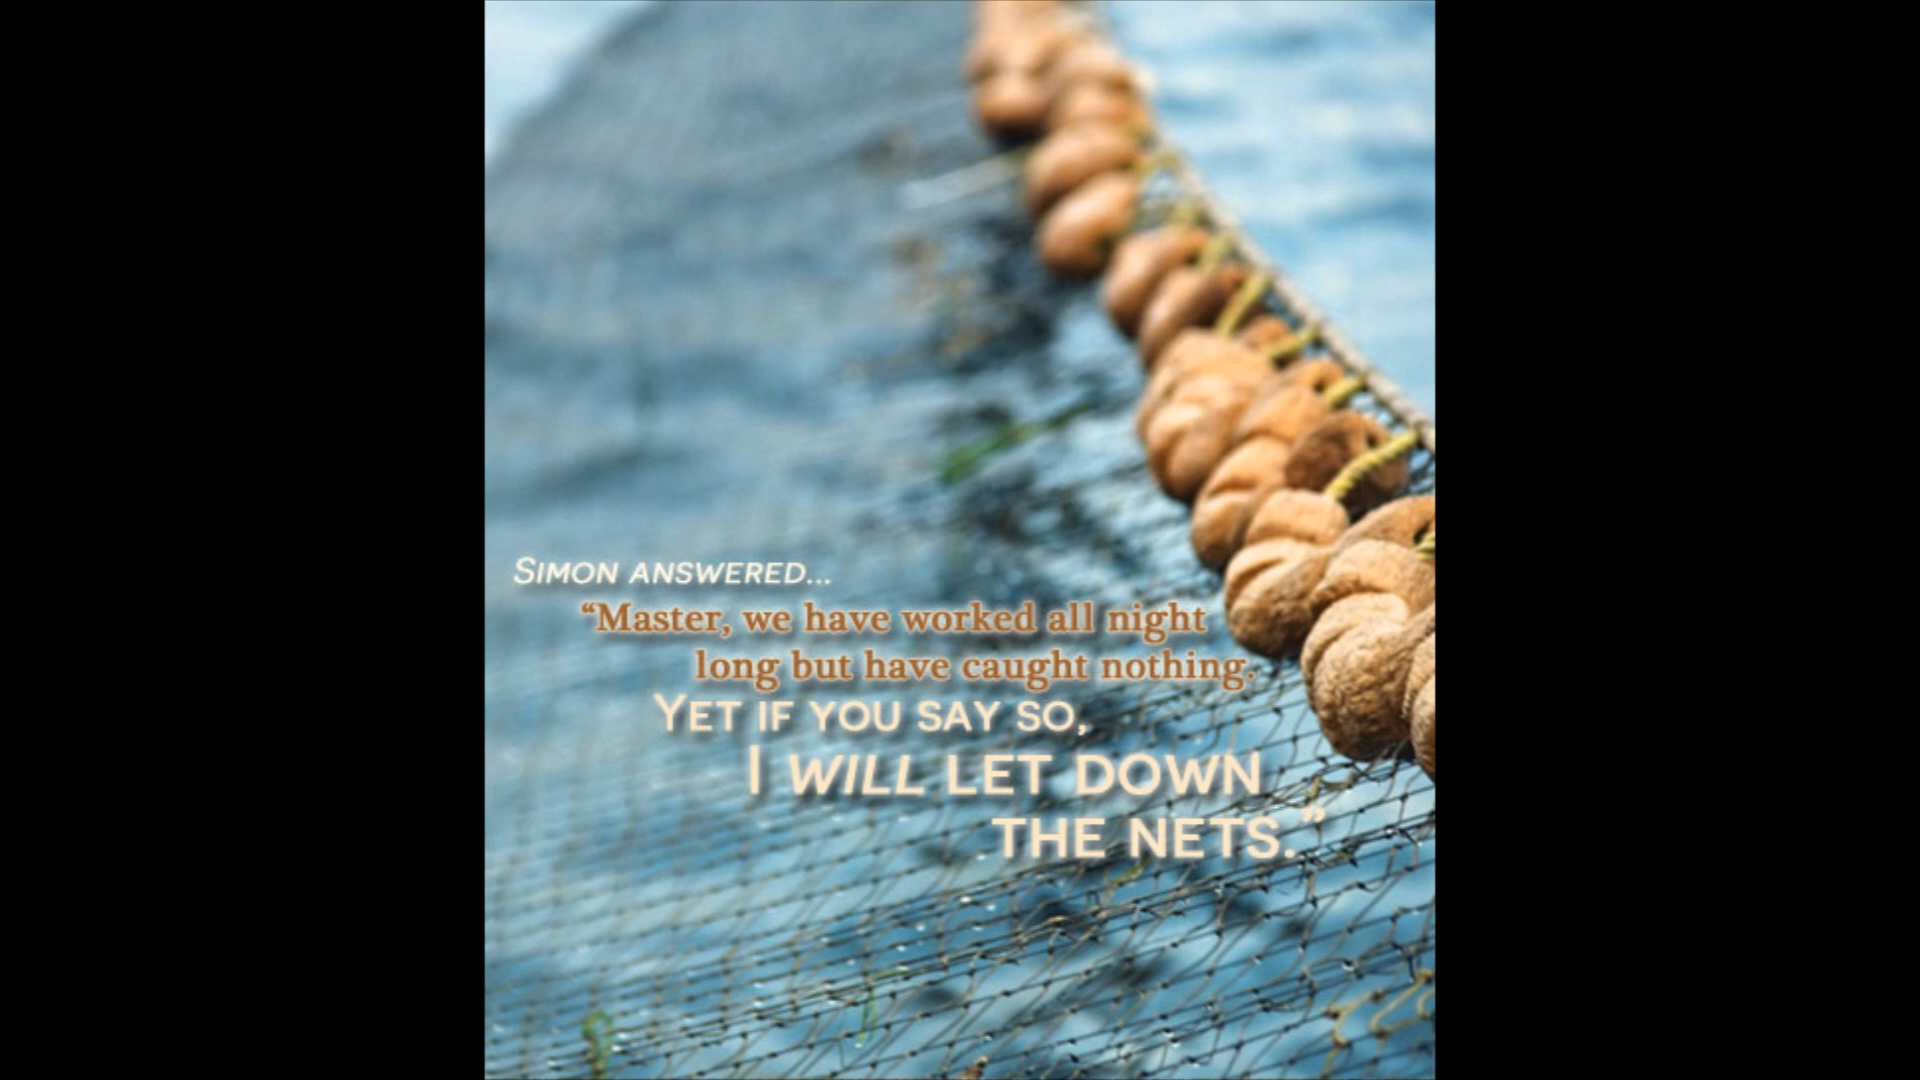 SIMON ANSWERED...
“Master, we have worked all night
long but have caught nothing.
YET IF YOU SAY SO,
I WILL LET DOWN
THE NETS.”